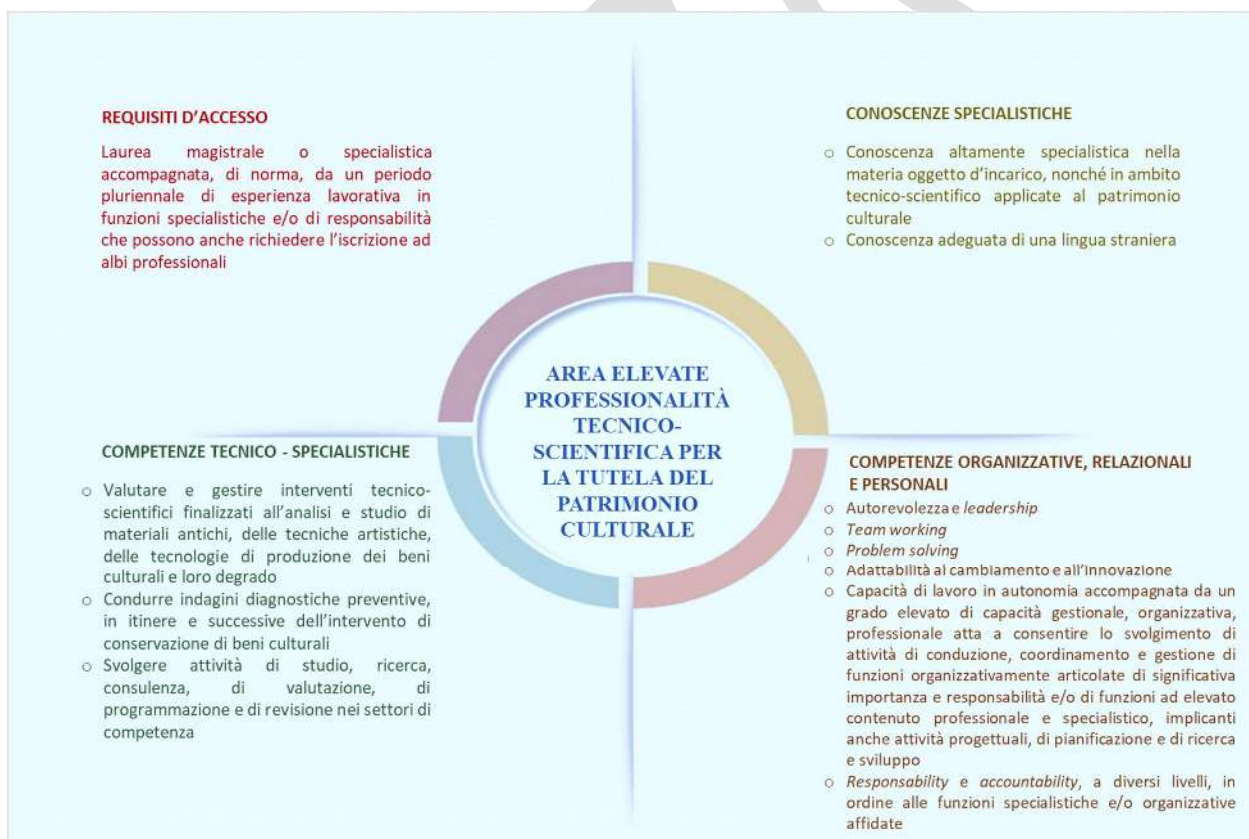 REQUISITI D'ACCESSO
Laurea magistrale o specialistica
accompagnata, di norma, da un periodo
pluriennale di esperienza lavorativa in
funzioni specialistiche e/o di responsabilità
che possono anche richiedere l'iscrizione ad
albi professionali
CONOSCENZE SPECIALISTICHE
o Conoscenza altamente specialistica nella
materia oggetto d'incarico, nonché in ambito
tecnico-scientifico applicate al patrimonio
culturale
o Conoscenza adeguata di una lingua straniera
AREA ELEVATE
PROFESSIONALITÀ
TECNICO-
SCIENTIFICA PER
LA TUTELA DEL
PATRIMONIO
CULTURALE
COMPETENZE TECNICO - SPECIALISTICHE
o Valutare e gestire interventi tecnico-
scientifici finalizzati all'analisi e studio di
materiali antichi, delle tecniche artistiche,
delle tecnologie di produzione dei beni
culturali e loro degrado
o Condurre indagini diagnostiche preventive,
in itinere e successive dell'intervento di
conservazione di beni culturali
o Svolgere attività di studio, ricerca,
consulenza, di valutazione, di
programmazione e di revisione nei settori di
competenza
COMPETENZE ORGANIZZATIVE, RELAZIONALI
E PERSONALI
o Autorevolezza e leadership
o Team working
o Problem solving
o Adattabilità al cambiamento e all'innovazione
o Capacità di lavoro in autonomia accompagnata da un
grado elevato di capacità gestionale, organizzativa,
professionale atta a consentire lo svolgimento di
attività di conduzione, coordinamento e gestione di
funzioni organizzativamente articolate di significativa
importanza e responsabilità e/o di funzioni ad elevato
contenuto professionale e specialistico, implicanti
anche attività progettuali, di pianificazione e di ricerca
e sviluppo
o Responsability e accountability, a diversi livelli, in
ordine alle funzioni specialistiche e/o organizzative
affidate